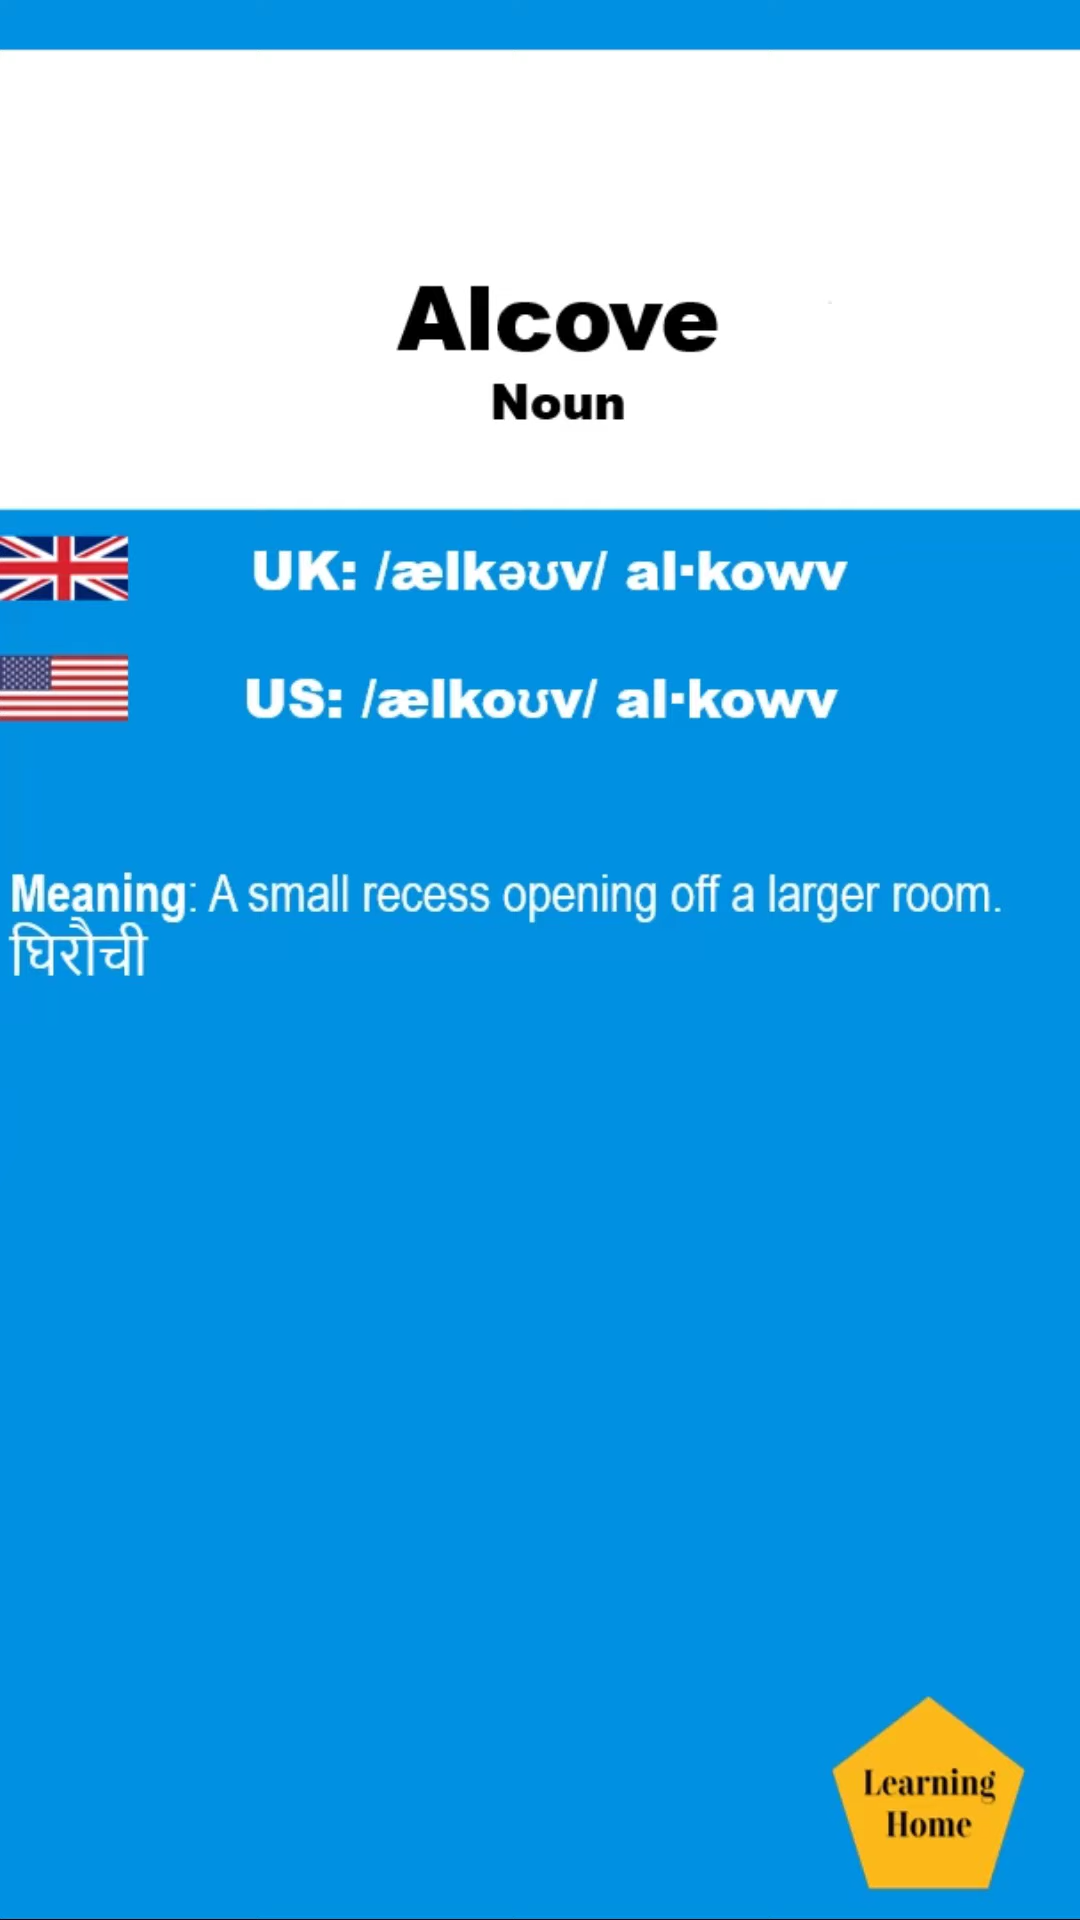 Alcove
Noun
UK: /ælkəʊv/ al·kowv
US: /ælkoʊv/ al·kowv
Meaning: A small recess opening off a larger room.
घिरौची
Learning
Home